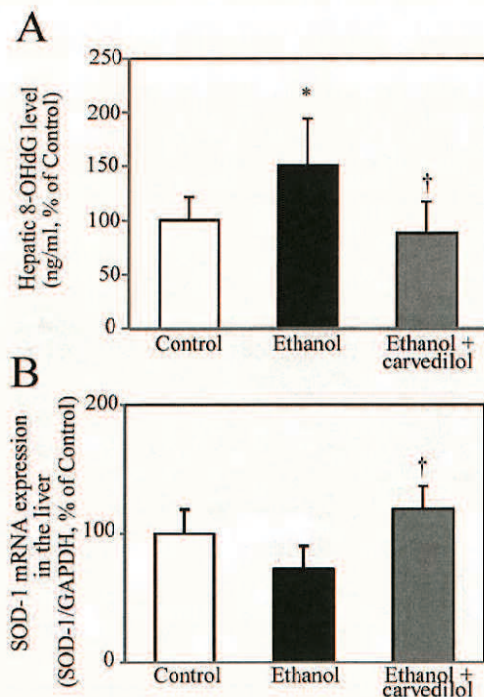 A
Hepatic 8-OHdG level
(ng/ml, % of Control)
250
200
150
100
50
0
*
†
Control
Ethanol
Ethanol +
carvedilol
B
SOD-1 mRNA expression
in the liver
(SOD-1/GAPDH, % of Control)
200
100
0
†
Control
Ethanol
Ethanol +
carvedilol